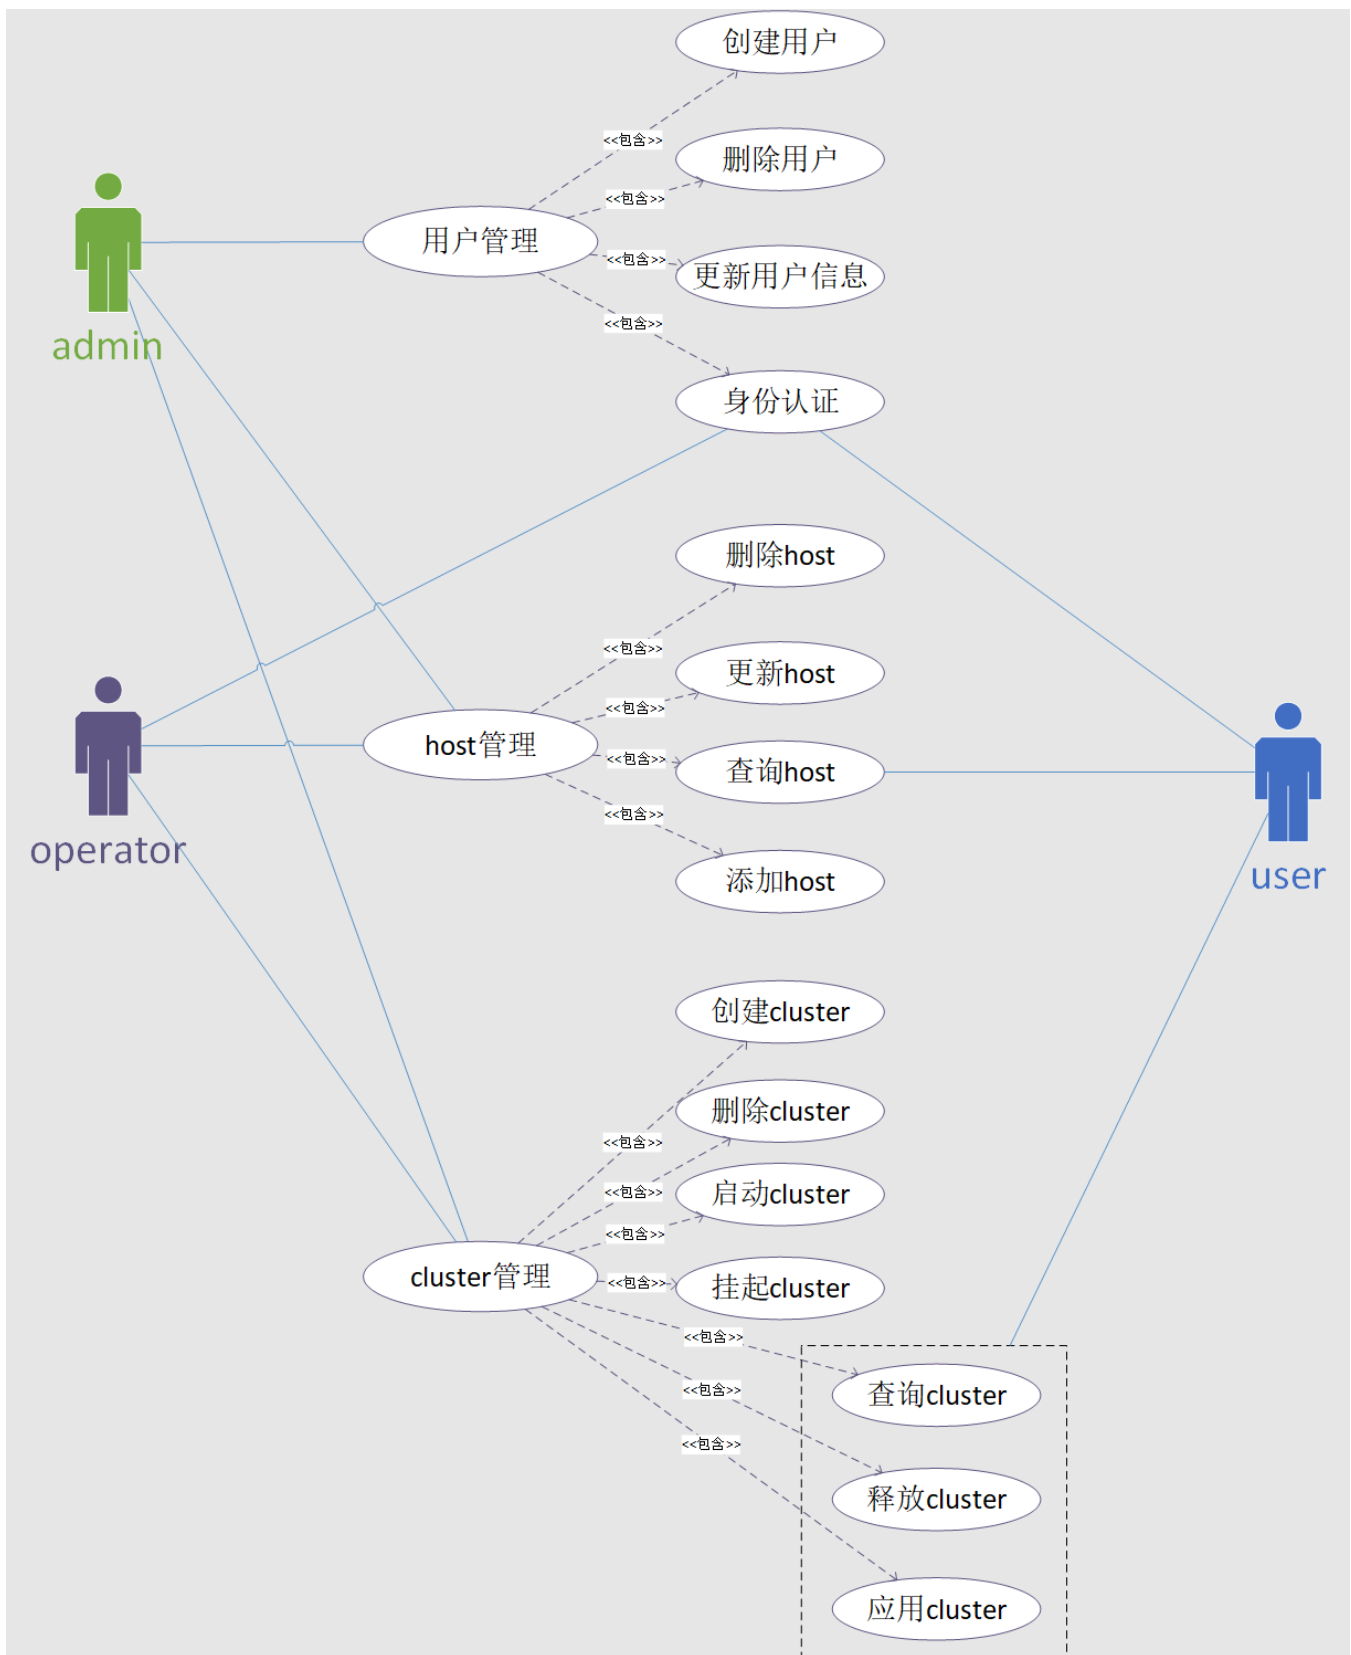 创建用户
<<包含>>
删除用户
<<包含>>
用户管理
<<包含>>
更新用户信息
<<包含>>
admin
身份认证
删除host
<<包含>>
更新host
<<包含>>
host管理
<<包含>>
查询host
<<包含>>
operator
添加host
user
创建cluster
删除cluster
<<包含>>
<<包含>>
启动cluster
<<包含>>
cluster管理
<<包含>>
挂起cluster
<<包含>>
查询cluster
<<包含>>
<<包含>>
释放cluster
应用cluster